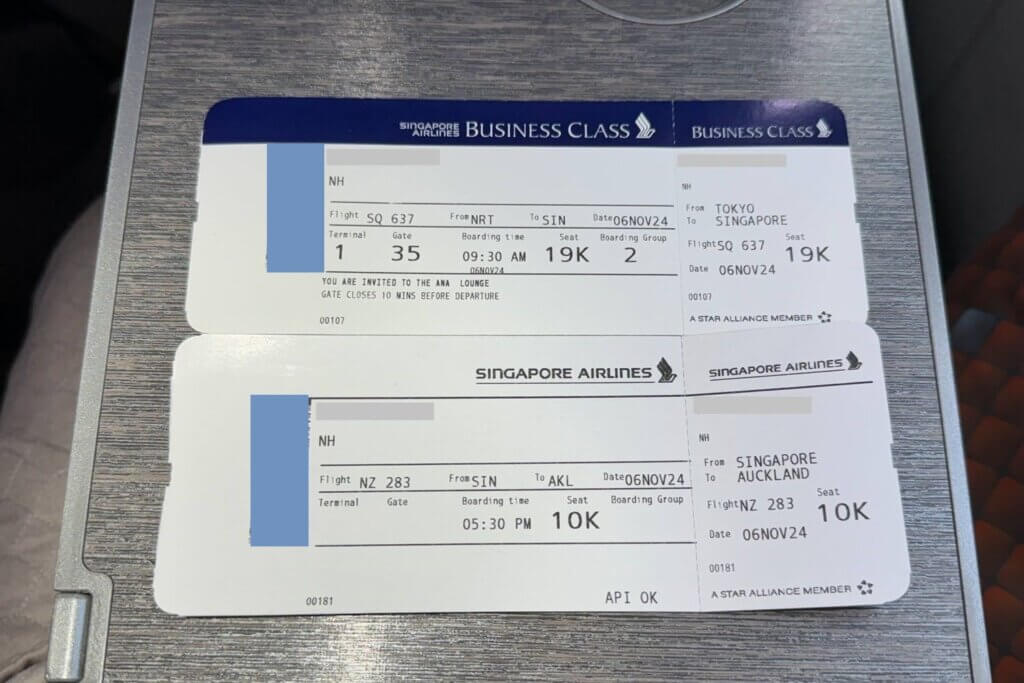 SINGAPORE AIRLINES BUSINESS CLASS
NH
Flight SQ 637 From NRT To SIN Date 06NOV24
Terminal Gate Boarding time Seat Boarding Group
1 35 09:30 AM 19K 2
06NOV24
YOU ARE INVITED TO THE ANA LOUNGE
GATE CLOSES 10 MINS BEFORE DEPARTURE
00107
BUSINESS CLASS
NH
From TOKYO
To SINGAPORE
Flight SQ 637 Seat
19K
Date 06NOV24
00107
A STAR ALLIANCE MEMBER
SINGAPORE AIRLINES
NH
Flight NZ 283 From SIN To AKL Date 06NOV24
Terminal Gate Boarding time Seat Boarding Group
05:30 PM 10K
00181 API OK
SINGAPORE AIRLINES
NH
From SINGAPORE
To AUCKLAND
Flight NZ 283 Seat
10K
Date 06NOV24
00181
A STAR ALLIANCE MEMBER